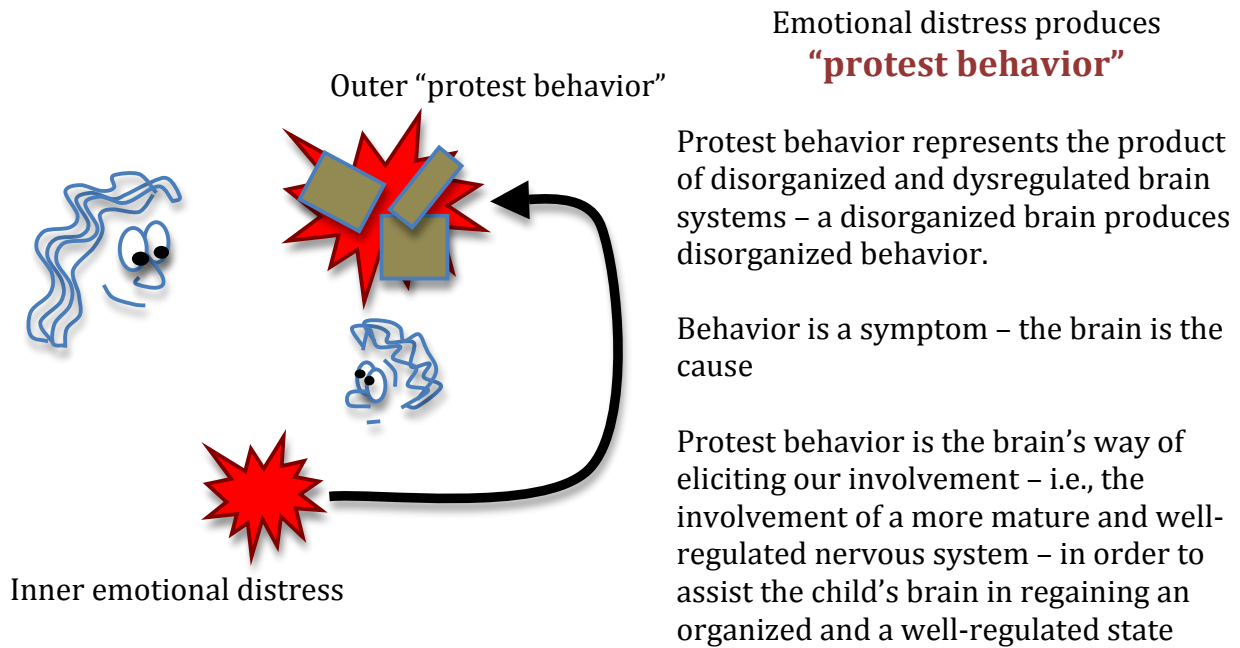 Emotional distress produces
“protest behavior”
Outer “protest behavior”
Protest behavior represents the product
of disorganized and dysregulated brain
systems – a disorganized brain produces
disorganized behavior.
Behavior is a symptom – the brain is the
cause
Protest behavior is the brain’s way of
eliciting our involvement – i.e., the
involvement of a more mature and well-
regulated nervous system – in order to
assist the child’s brain in regaining an
organized and a well-regulated state
Inner emotional distress